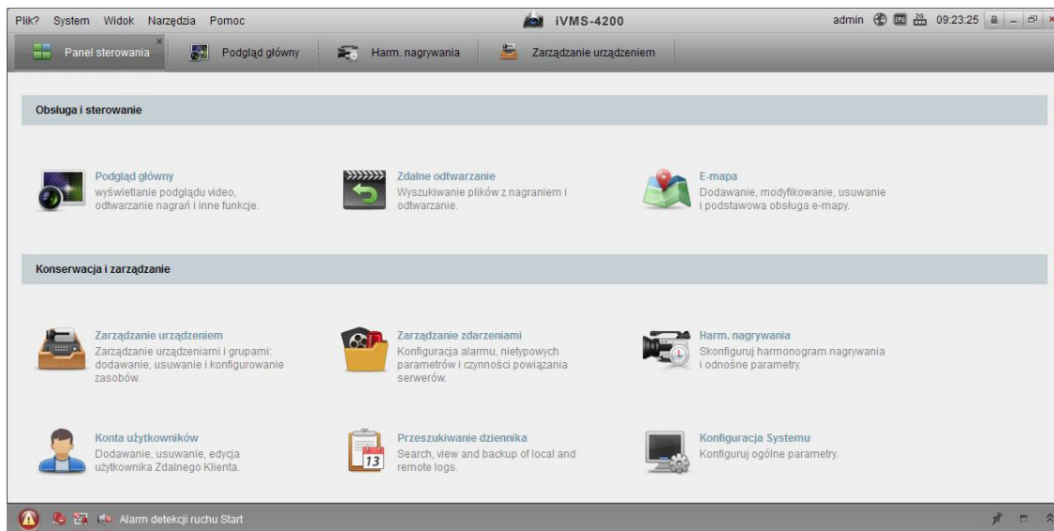 Plik? System Widok Narzędzia Pomoc iVMS-4200 admin 09:23:25
Panel sterowania Podgląd główny Harm. nagrywania Zarządzanie urządzeniem
Obsługa i sterowanie
Podgląd główny
wyświetlanie podglądu video,
odtwarzanie nagrań i inne funkcje.
Zdalne odtwarzanie
Wyszukiwanie plików z nagraniem i
odtwarzanie.
E-mapa
Dodawanie, modyfikowanie, usuwanie
i podstawowa obsługa e-mapy.
Konserwacja i zarządzanie
Zarządzanie urządzeniem
Zarządzanie urządzeniami i grupami:
dodawanie, usuwanie i konfigurowanie
zasobów.
Zarządzanie zdarzeniami
Konfiguracja alarmu, nietypowych
parametrów i czynności powiązania
serwerów.
Harm. nagrywania
Skonfiguruj harmonogram nagrywania
i odnośne parametry.
Konta użytkowników
Dodawanie, usuwanie, edycja
użytkownika Zdalnego Klienta.
13
Przeszukiwanie dziennika
Search, view and backup of local and
remote logs.
Konfiguracja Systemu
Konfiguruj ogólne parametry.
Alarm detekcji ruchu Start